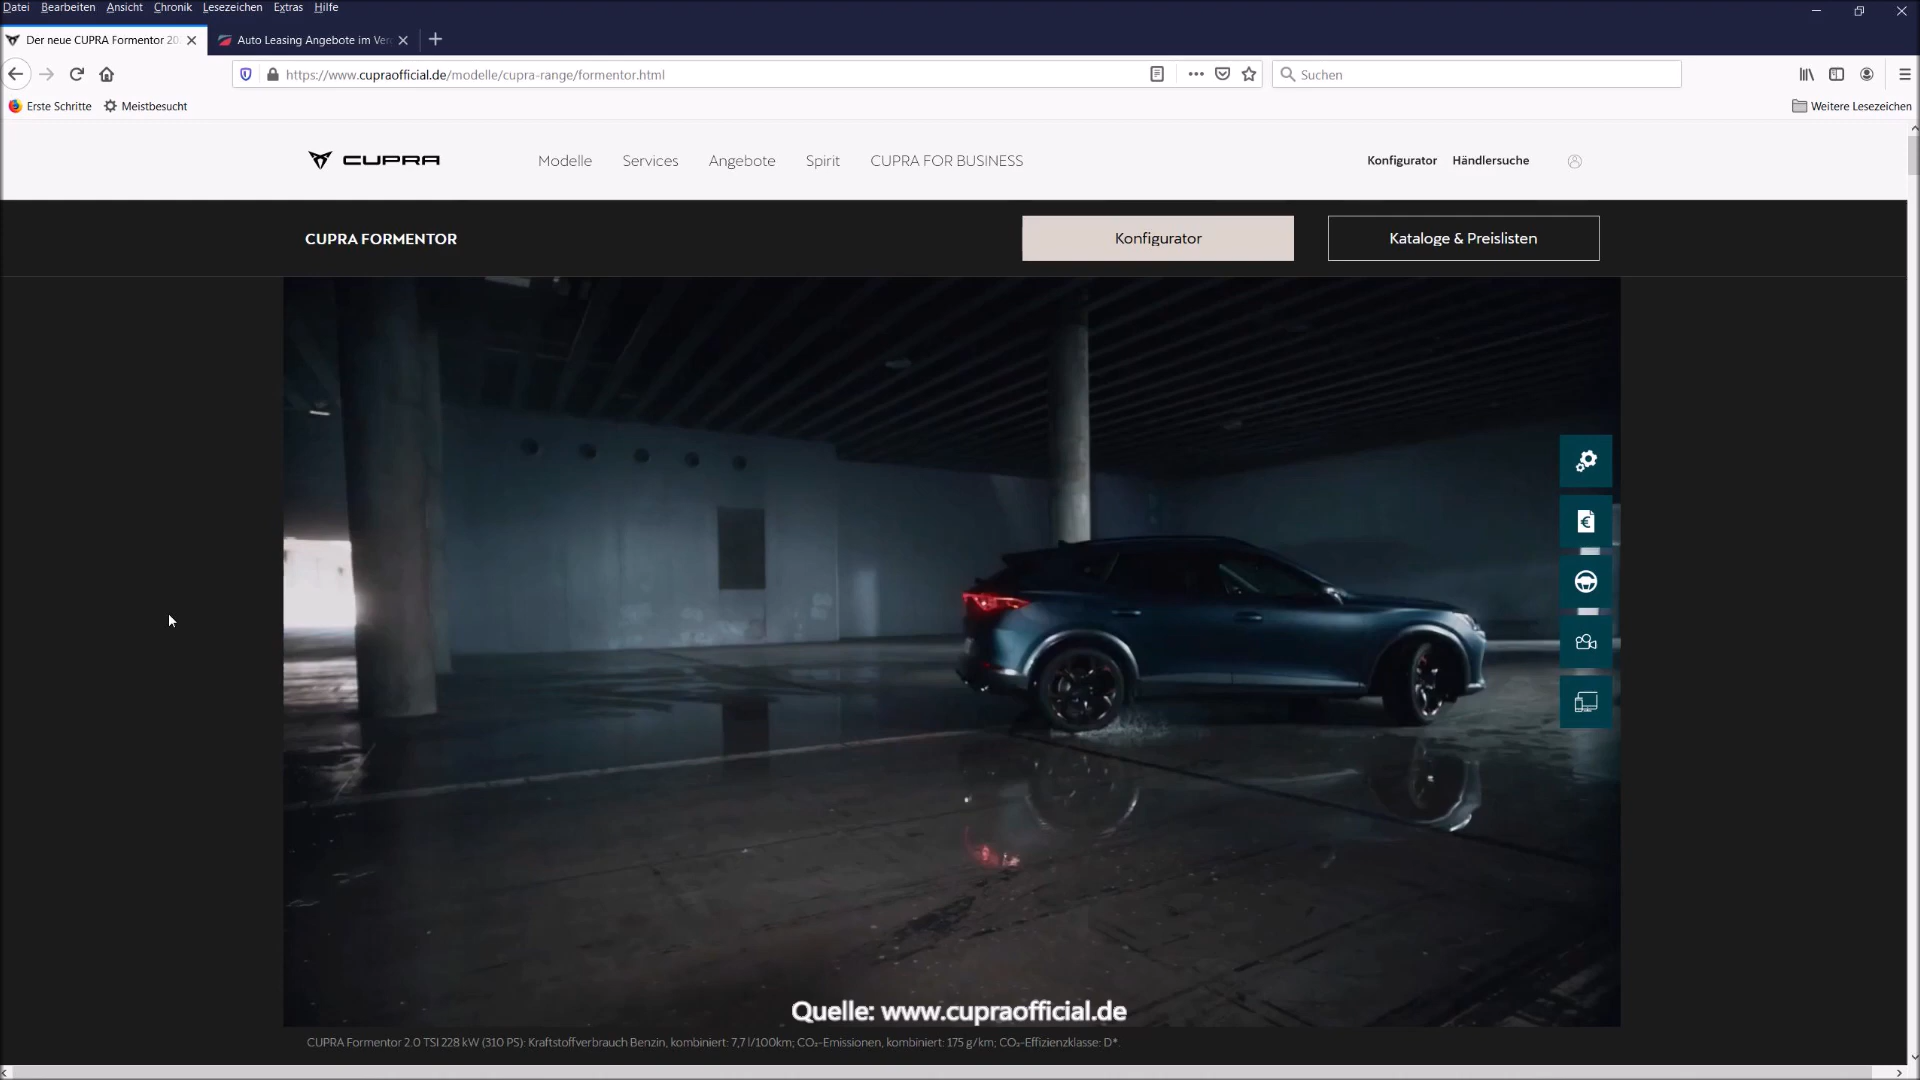 Datei Bearbeiten Ansicht Chronik Lesezeichen Extras Hilfe
Der neue CUPRA Formentor 20
Auto Leasing Angebote im Ver
https://www.cupraofficial.de/modelle/cupra-range/formentor.html
Suchen
Erste Schritte Meistbesucht
Weitere Lesezeichen
CUPRA Modelle Services Angebote Spirit CUPRA FOR BUSINESS Konfigurator Händlersuche
CUPRA FORMENTOR Konfigurator Kataloge & Preislisten
Quelle: www.cupraofficial.de
CUPRA Formentor 2.0 TSI 228 kW (310 PS): Kraftstoffverbrauch Benzin, kombiniert: 7,7 l/100km; CO₂-Emissionen, kombiniert: 175 g/km; CO₂-Effizienzklasse: D*.